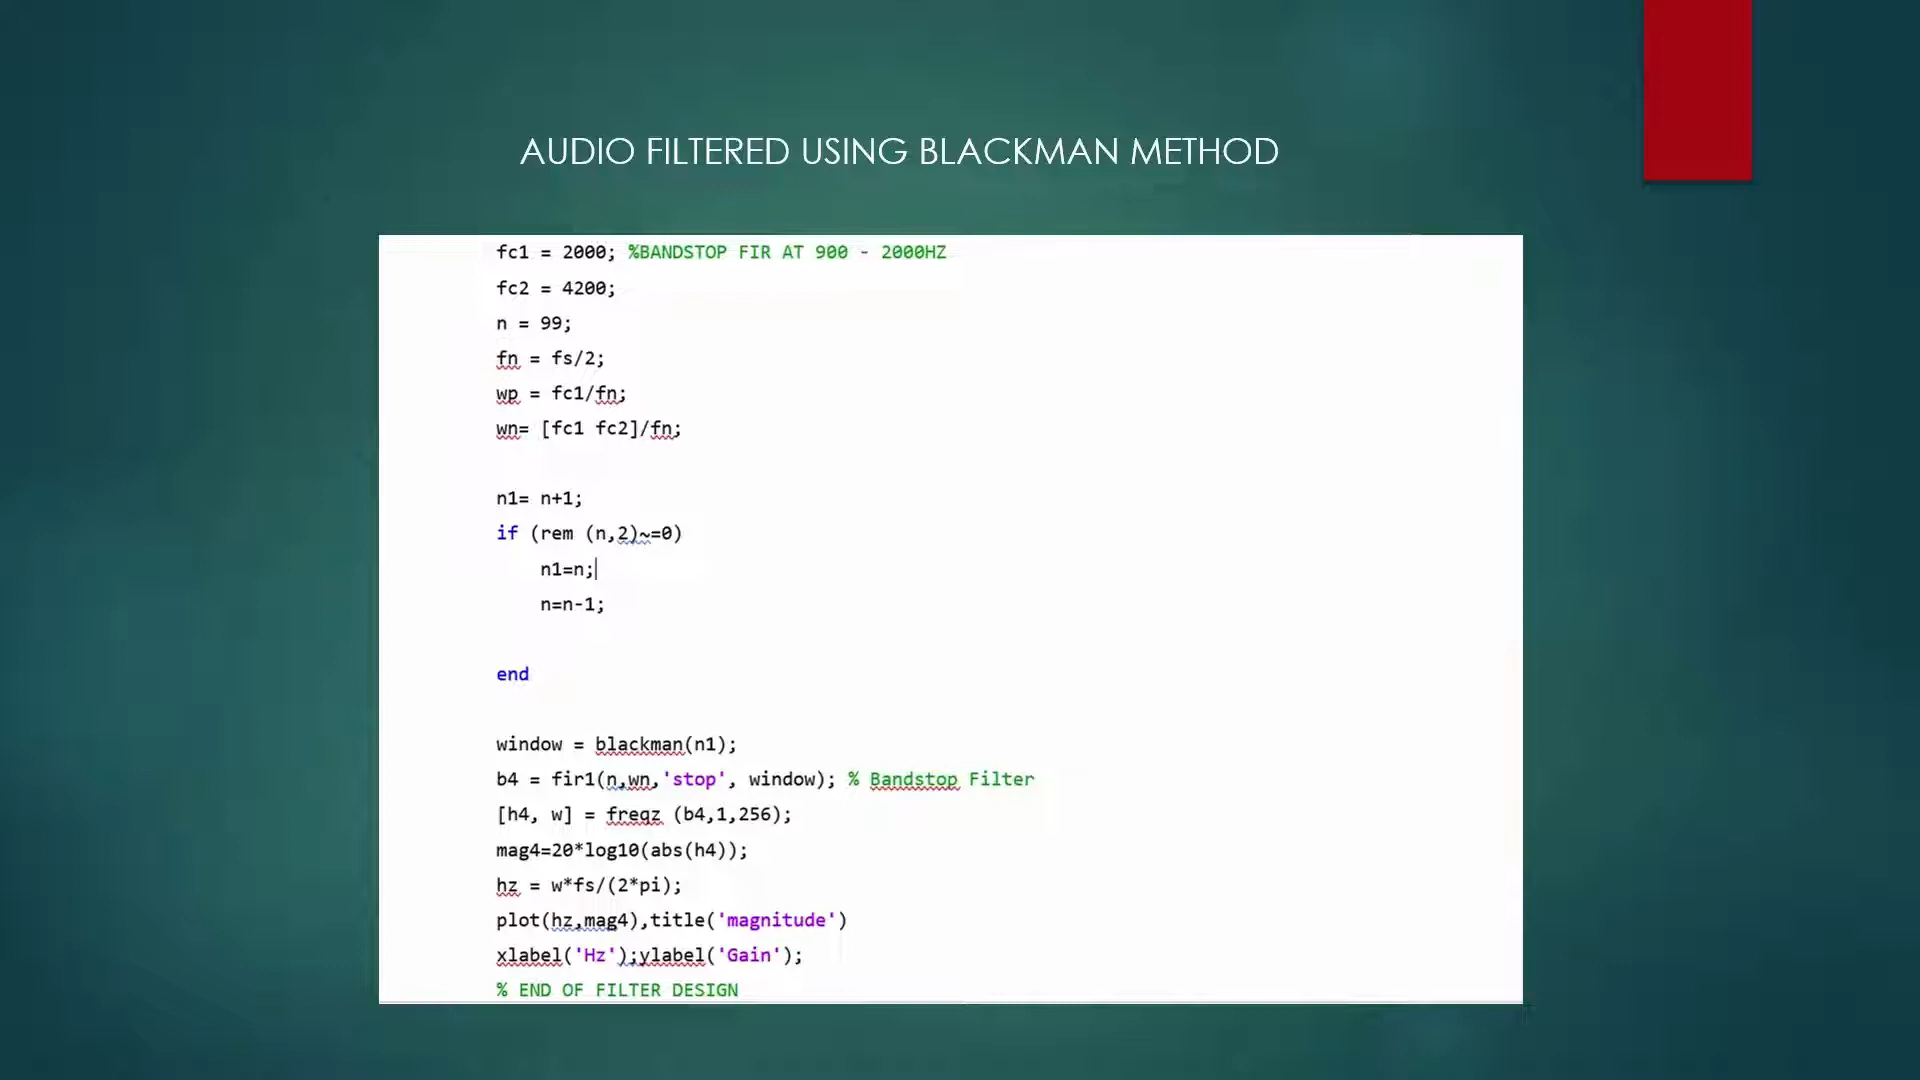 AUDIO FILTERED USING BLACKMAN METHOD
fc1 = 2000; %BANDSTOP FIR AT 900 - 2000HZ
fc2 = 4200;
n = 99;
fn = fs/2;
wp = fc1/fn;
wn= [fc1 fc2]/fn;
n1= n+1;
if (rem (n,2)~=0)
n1=n;
n=n-1;
end
window = blackman(n1);
b4 = fir1(n,wn,'stop', window); % Bandstop Filter
[h4, w] = freqz (b4,1,256);
mag4=20*log10(abs(h4));
hz = w*fs/(2*pi);
plot(hz,mag4),title('magnitude')
xlabel('Hz');ylabel('Gain');
% END OF FILTER DESIGN